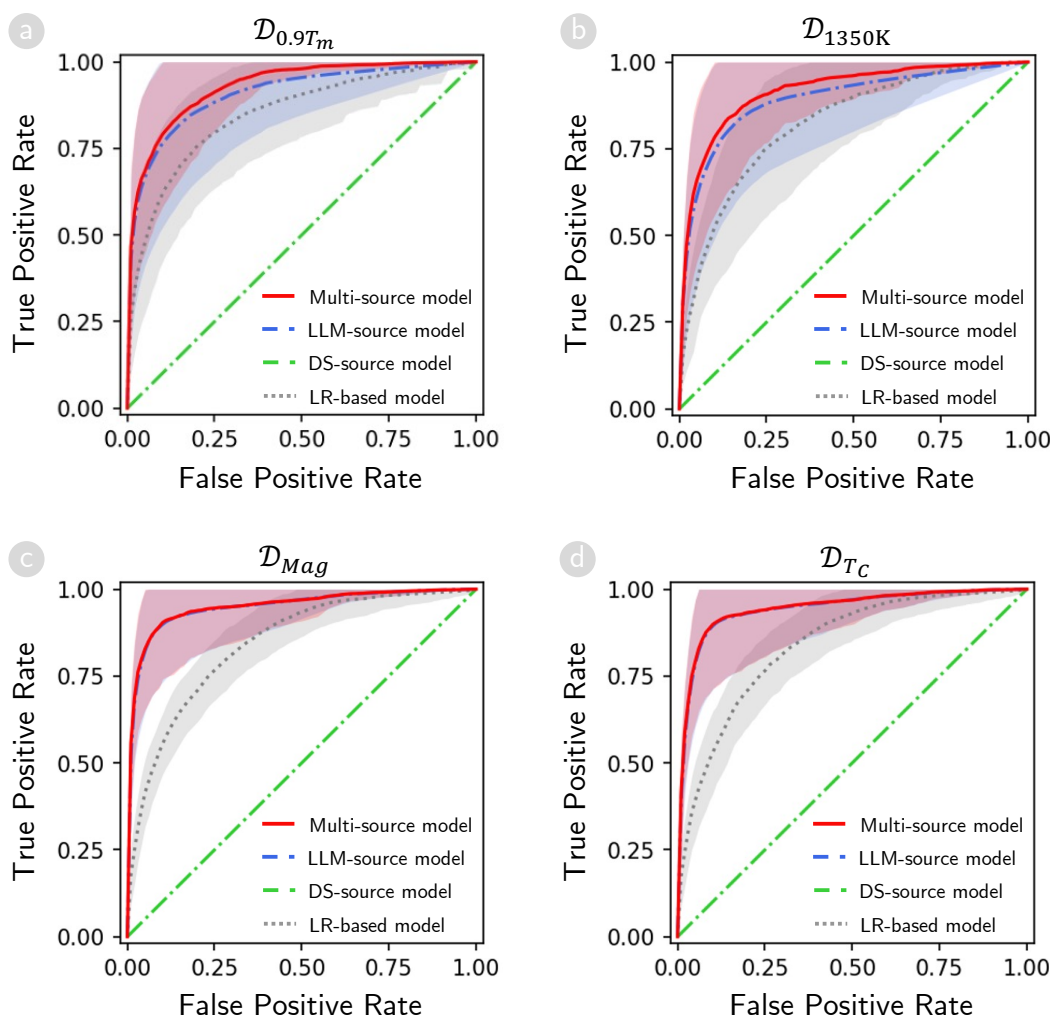 a
𝒟0.9Tm
1.00
0.75
0.50
0.25
0.00
0.00 0.25 0.50 0.75 1.00
True Positive Rate
False Positive Rate
Multi-source model
LLM-source model
DS-source model
LR-based model
b
𝒟1350K
1.00
0.75
0.50
0.25
0.00
0.00 0.25 0.50 0.75 1.00
True Positive Rate
False Positive Rate
Multi-source model
LLM-source model
DS-source model
LR-based model
c
𝒟Mag
1.00
0.75
0.50
0.25
0.00
0.00 0.25 0.50 0.75 1.00
True Positive Rate
False Positive Rate
Multi-source model
LLM-source model
DS-source model
LR-based model
d
𝒟TC
1.00
0.75
0.50
0.25
0.00
0.00 0.25 0.50 0.75 1.00
True Positive Rate
False Positive Rate
Multi-source model
LLM-source model
DS-source model
LR-based model